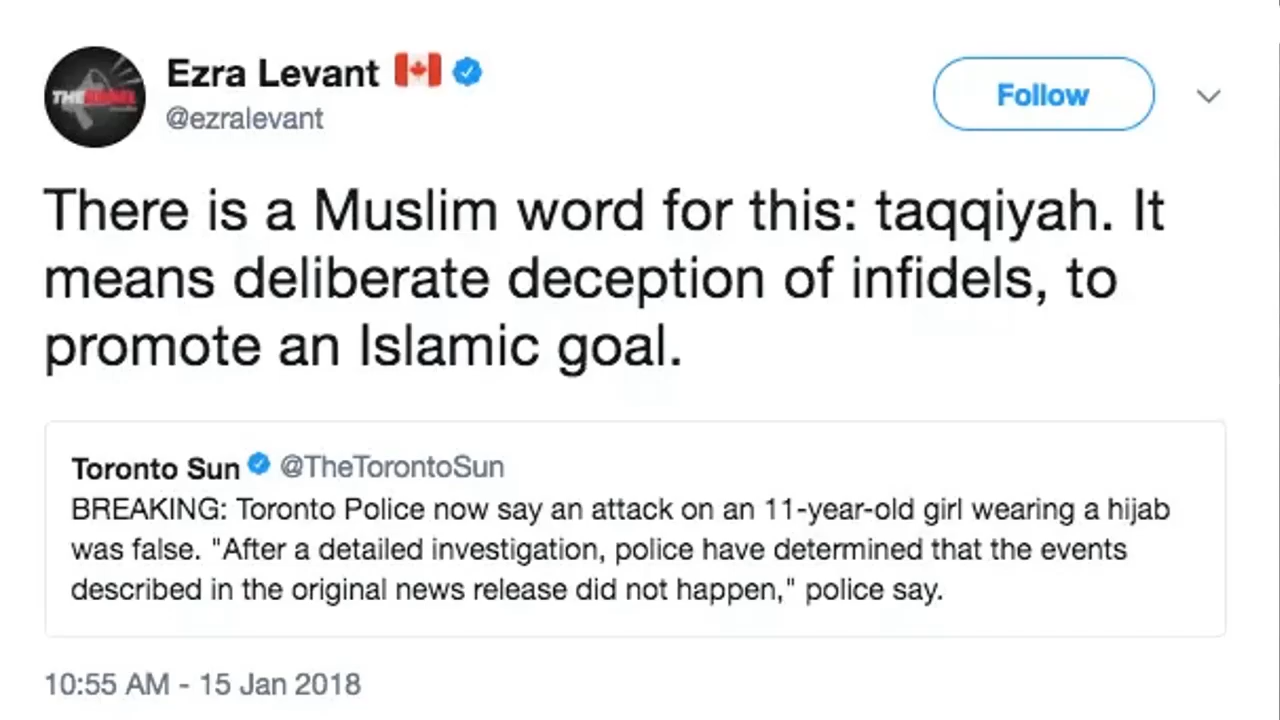 Ezra Levant
@ezralevant
Follow
THE REBEL
There is a Muslim word for this: taqqiyah. It
means deliberate deception of infidels, to
promote an Islamic goal.
Toronto Sun @TheTorontoSun
BREAKING: Toronto Police now say an attack on an 11-year-old girl wearing a hijab
was false. "After a detailed investigation, police have determined that the events
described in the original news release did not happen," police say.
10:55 AM - 15 Jan 2018